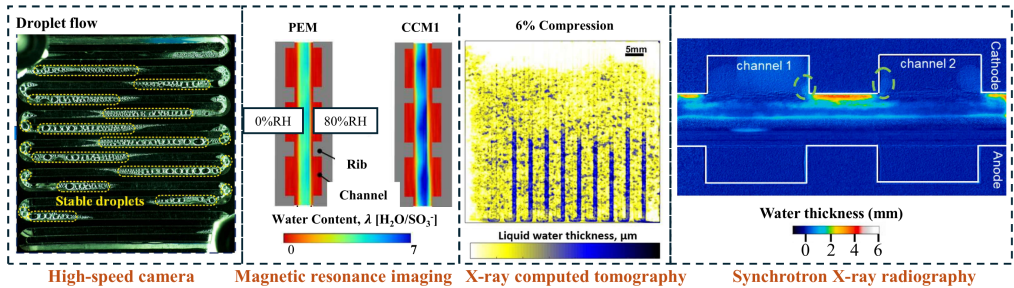 Droplet flow
Stable droplets
High-speed camera
PEM CCM1
0%RH 80%RH
Rib
Channel
Water Content, λ [H₂O/SO₃⁻]
0 7
Magnetic resonance imaging
6% Compression
5mm
Liquid water thickness, μm
X-ray computed tomography
channel 1 channel 2
Cathode
Anode
Water thickness (mm)
0 2 4 6
Synchrotron X-ray radiography